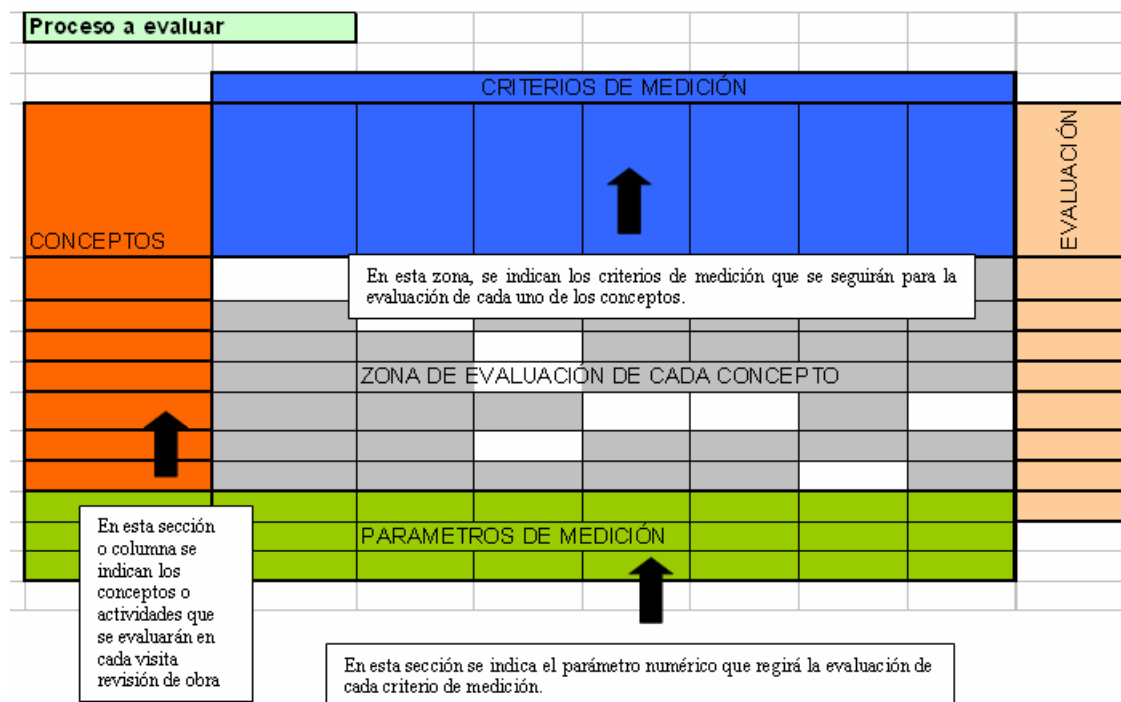 Proceso a evaluar
CRITERIOS DE MEDICIÓN
EVALUACIÓN
CONCEPTOS
En esta zona, se indican los criterios de medición que se seguirán para la
evaluación de cada uno de los conceptos.
ZONA DE EVALUACIÓN DE CADA CONCEPTO
PARAMETROS DE MEDICIÓN
En esta sección
o columna se
indican los
conceptos o
actividades que
se evaluarán en
cada visita
revisión de obra
En esta sección se indica el parámetro numérico que regirá la evaluación de
cada criterio de medición.